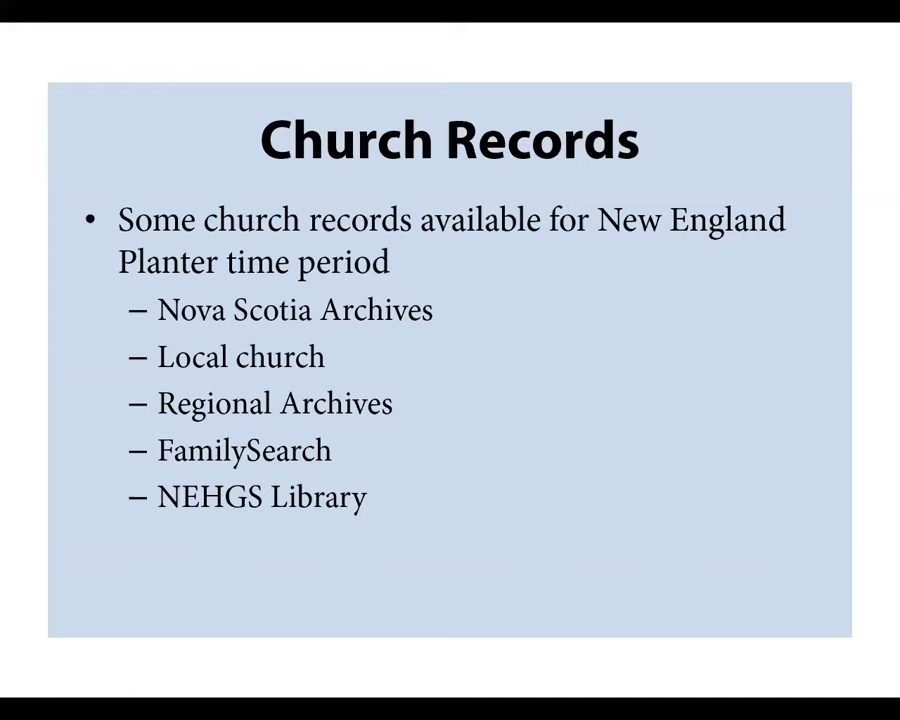 Church Records
• Some church records available for New England
Planter time period
– Nova Scotia Archives
– Local church
– Regional Archives
– FamilySearch
– NEHGS Library